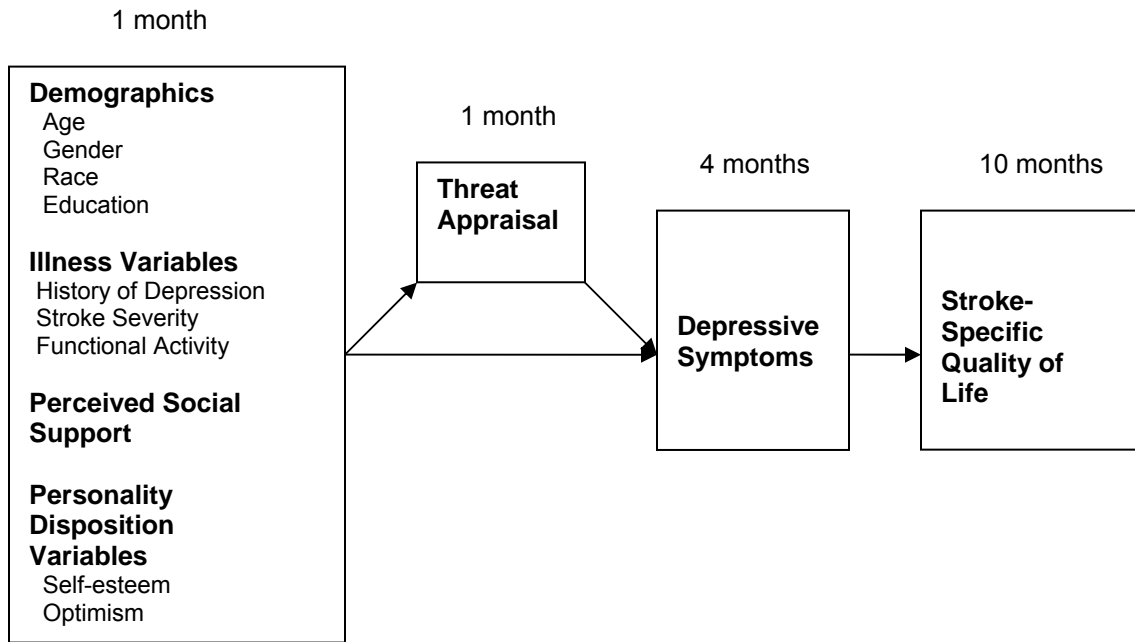 1 month
Demographics
Age
Gender
Race
Education
Illness Variables
History of Depression
Stroke Severity
Functional Activity
Perceived Social
Support
Personality
Disposition
Variables
Self-esteem
Optimism
1 month
Threat
Appraisal
4 months
Depressive
Symptoms
10 months
Stroke-
Specific
Quality of
Life